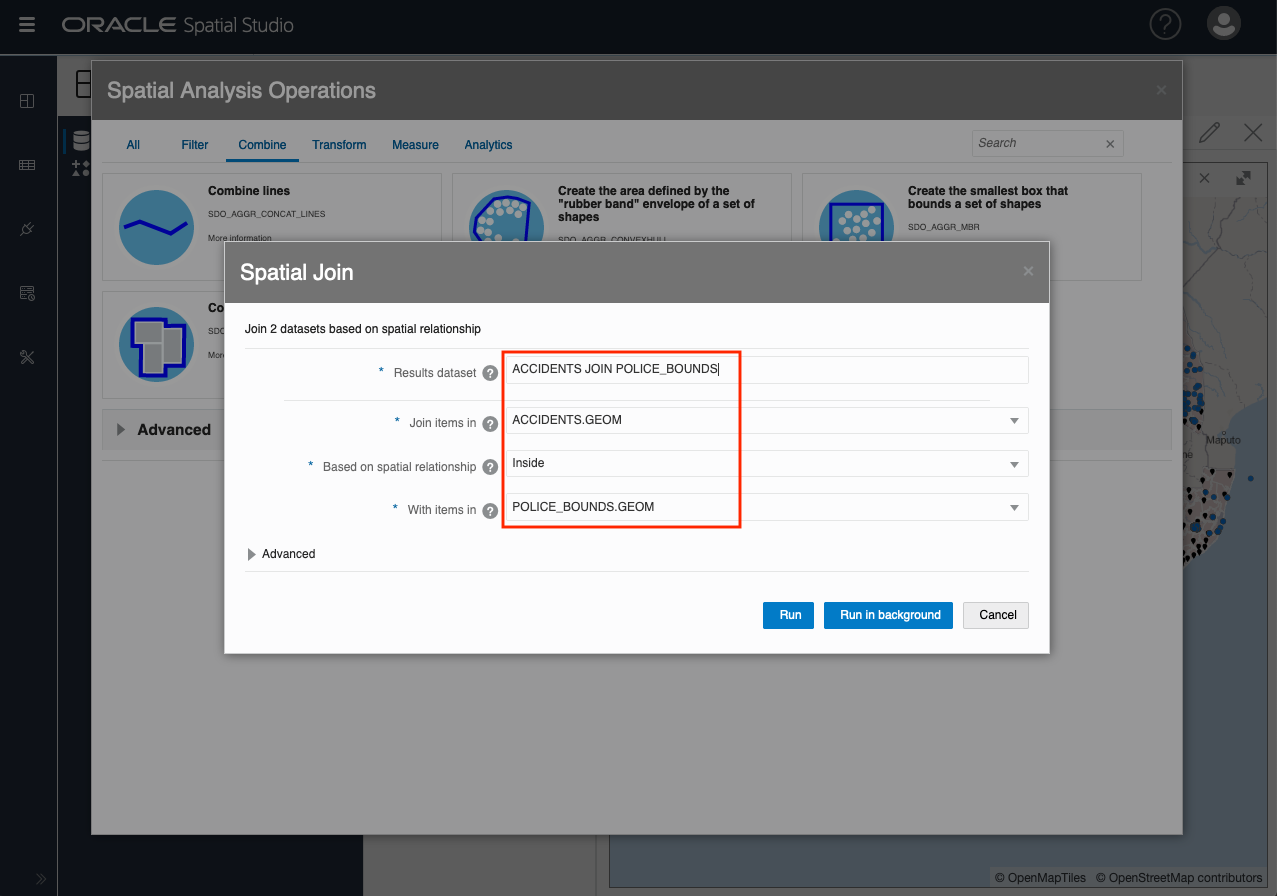 ORACLE Spatial Studio
?
Spatial Analysis Operations
All Filter Combine Transform Measure Analytics Search
Combine lines
SDO_AGGR_CONCAT_LINES
More information
Create the area defined by the
"rubber band" envelope of a set of
shapes
SDO_AGGR_CONVEXHULL
Create the smallest box that
bounds a set of shapes
SDO_AGGR_MBR
Co
SDO
Mor
Advanced
Spatial Join
Join 2 datasets based on spatial relationship
* Results dataset ? ACCIDENTS JOIN POLICE_BOUNDS
* Join items in ? ACCIDENTS.GEOM
* Based on spatial relationship ? Inside
* With items in ? POLICE_BOUNDS.GEOM
Advanced
Run Run in background Cancel
Maputo
ne
© OpenMapTiles © OpenStreetMap contributors